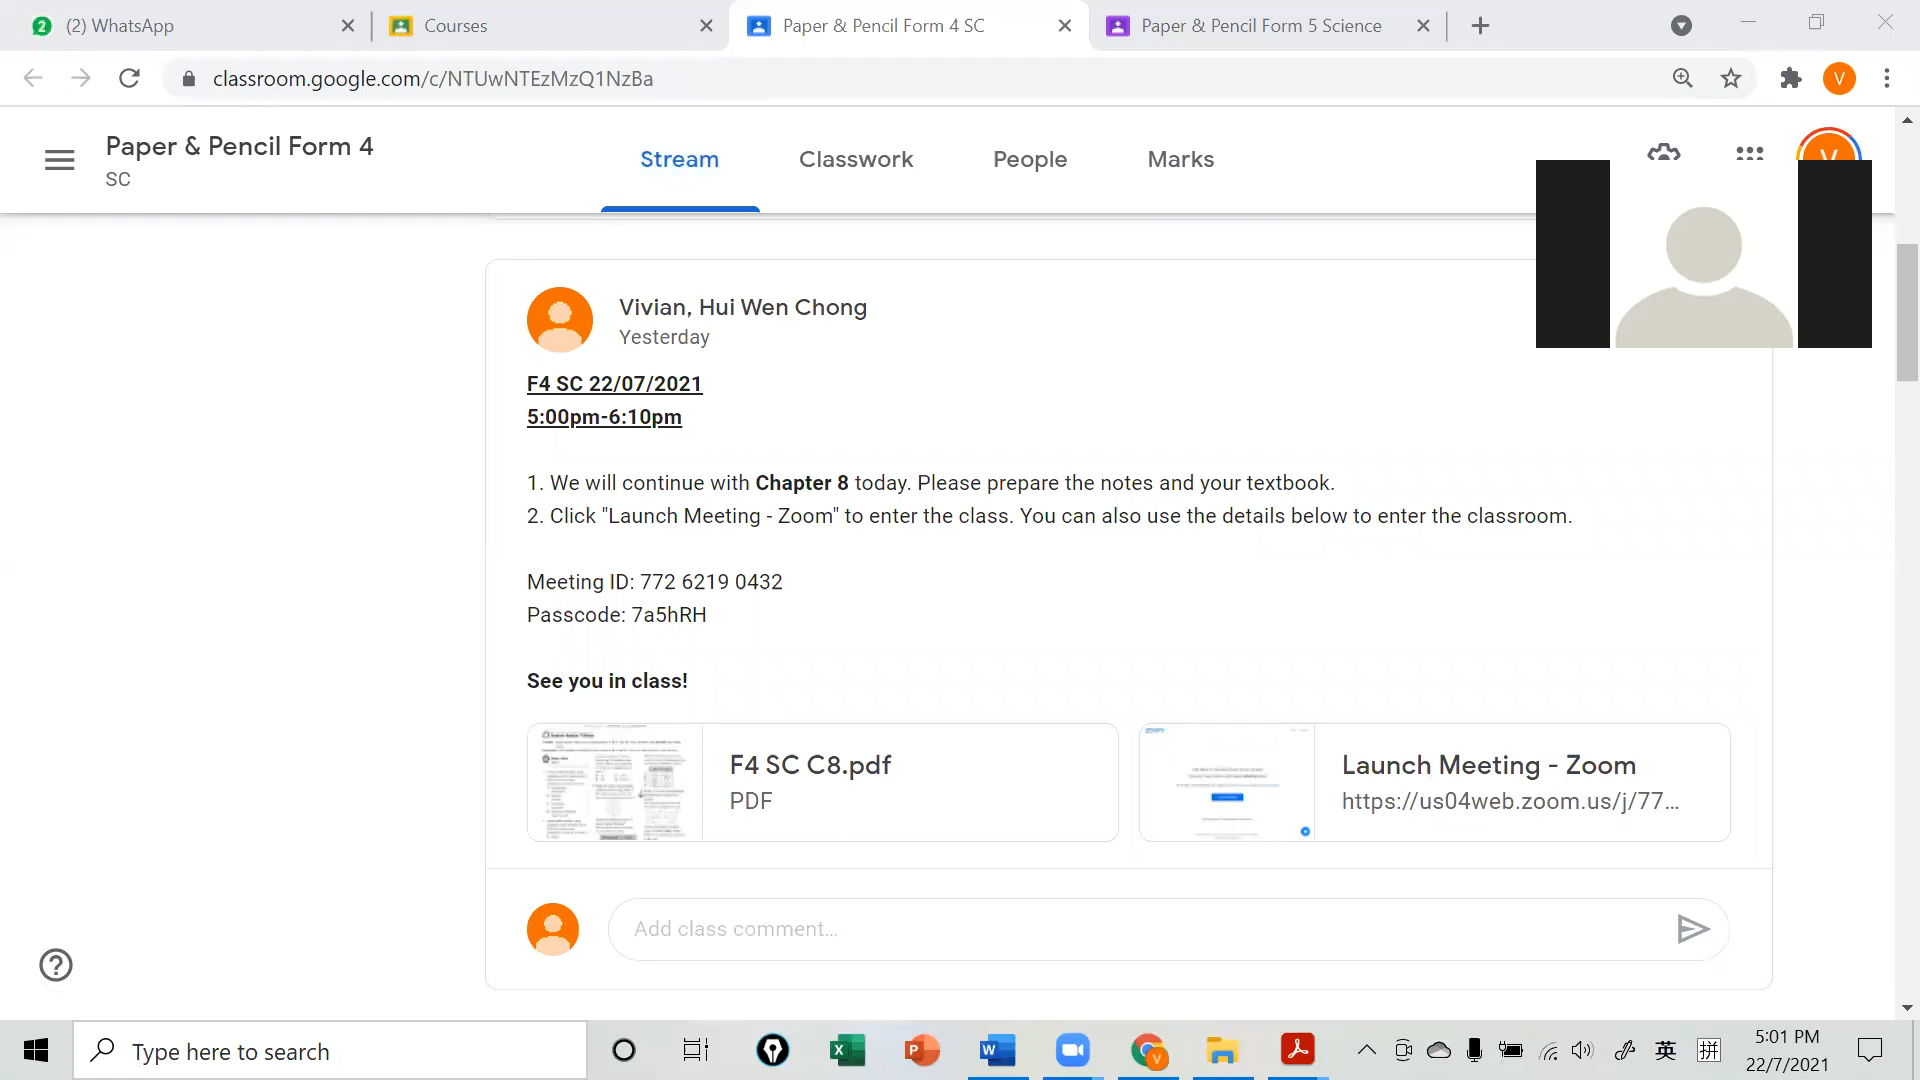 2 (2) WhatsApp
Courses
Paper & Pencil Form 4 SC
Paper & Pencil Form 5 Science
classroom.google.com/c/NTUwNTEzMzQ1NzBa
V
Paper & Pencil Form 4
SC
Stream
Classwork
People
Marks
V
Vivian, Hui Wen Chong
Yesterday
F4 SC 22/07/2021
5:00pm-6:10pm
1. We will continue with Chapter 8 today. Please prepare the notes and your textbook.
2. Click "Launch Meeting - Zoom" to enter the class. You can also use the details below to enter the classroom.
Meeting ID: 772 6219 0432
Passcode: 7a5hRH
See you in class!
F4 SC C8.pdf
PDF
zoom
Launch Meeting - Zoom
https://us04web.zoom.us/j/77...
Add class comment...
Type here to search
X
P
W
V
英
拼
5:01 PM
22/7/2021